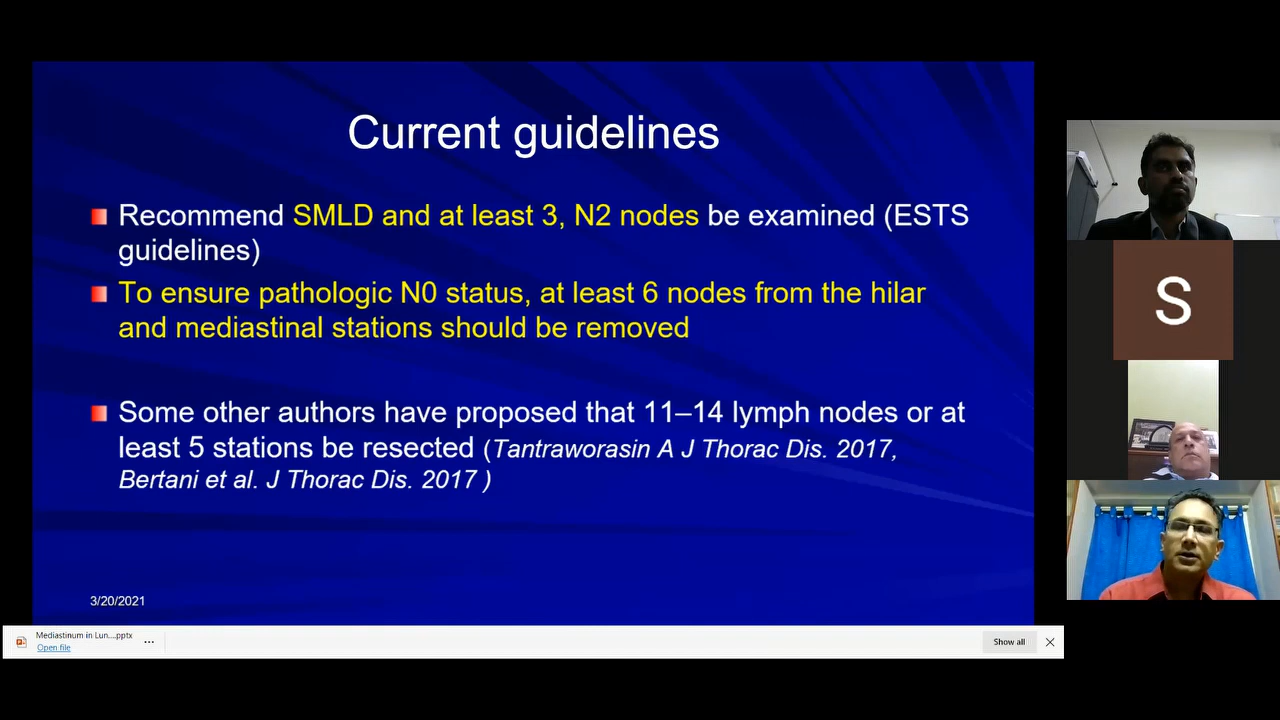 Current guidelines
Recommend SMLD and at least 3, N2 nodes be examined (ESTS
guidelines)
To ensure pathologic N0 status, at least 6 nodes from the hilar
and mediastinal stations should be removed
Some other authors have proposed that 11–14 lymph nodes or at
least 5 stations be resected (Tantraworasin A J Thorac Dis. 2017,
Bertani et al. J Thorac Dis. 2017 )
3/20/2021
Mediastinum in Lun....pptx
Open file
...
Show all
S